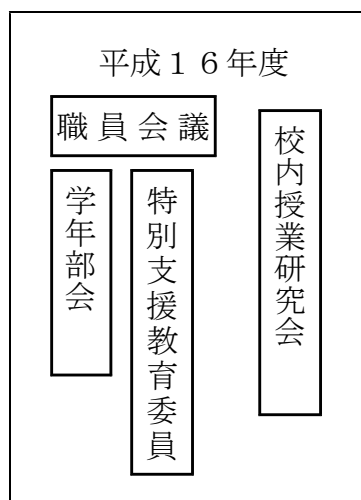 平成１６年度
職員会議
学年部会
特別支援教育委員
校内授業研究会